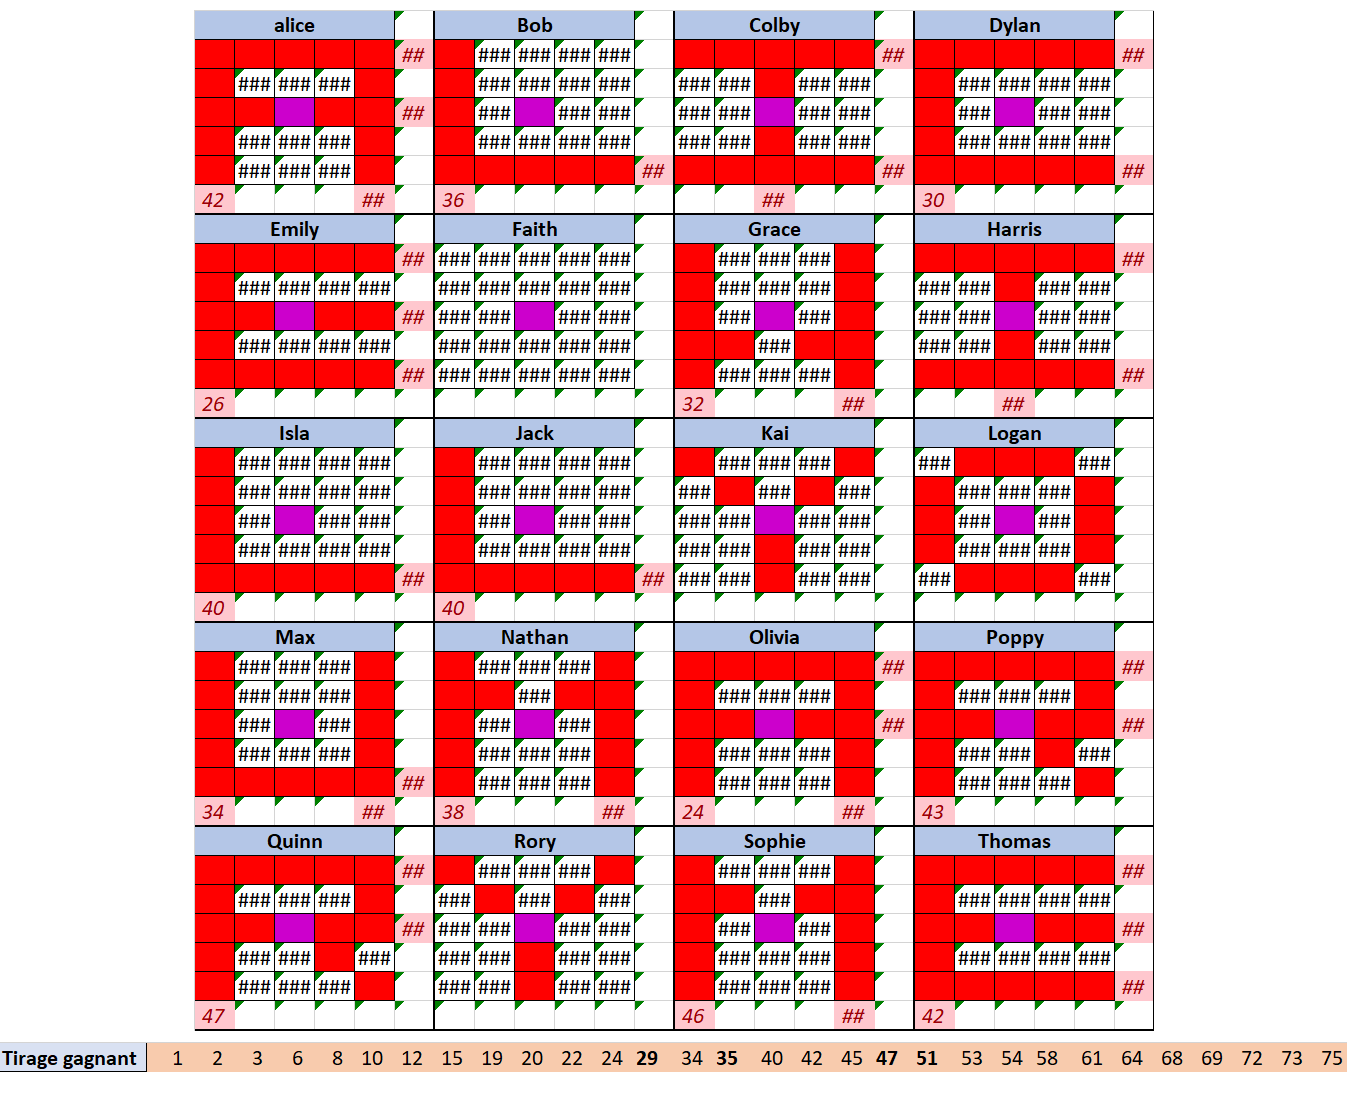 alice Bob Colby Dylan
## ### ### ### ### ## ##
### ### ### ### ### ### ### ### ### ### ### ### ### ### ###
## ### ### ### ### ### ### ### ### ### ###
### ### ### ### ### ### ### ### ### ### ### ### ### ### ###
### ### ### ## ## ##
42 ## 36 ## 30
Emily Faith Grace Harris
## ### ### ### ### ### ### ### ### ##
### ### ### ### ### ### ### ### ### ### ### ### ### ### ### ###
## ### ### ### ### ### ### ### ### ### ###
### ### ### ### ### ### ### ### ### ### ### ### ### ###
## ### ### ### ### ### ### ### ### ##
26 32 ## ##
Isla Jack Kai Logan
### ### ### ### ### ### ### ### ### ### ### ### ###
### ### ### ### ### ### ### ### ### ### ### ### ### ###
### ### ### ### ### ### ### ### ### ### ### ###
### ### ### ### ### ### ### ### ### ### ### ### ### ### ###
## ## ### ### ### ### ### ###
40 40
Max Nathan Olivia Poppy
### ### ### ### ### ### ## ##
### ### ### ### ### ### ### ### ### ###
### ### ### ### ## ##
### ### ### ### ### ### ### ### ### ### ### ###
## ### ### ### ### ### ### ### ### ###
34 ## 38 ## 24 ## 43
Quinn Rory Sophie Thomas
## ### ### ### ### ### ### ##
### ### ### ### ### ### ### ### ### ### ###
## ### ### ### ### ### ### ##
### ### ### ### ### ### ### ### ### ### ### ### ### ###
### ### ### ### ### ### ### ### ### ### ##
47 46 ## 42
Tirage gagnant 1 2 3 6 8 10 12 15 19 20 22 29 34 35 40 42 45 47 51 53 54 58 61 64 68 69 72 73 75